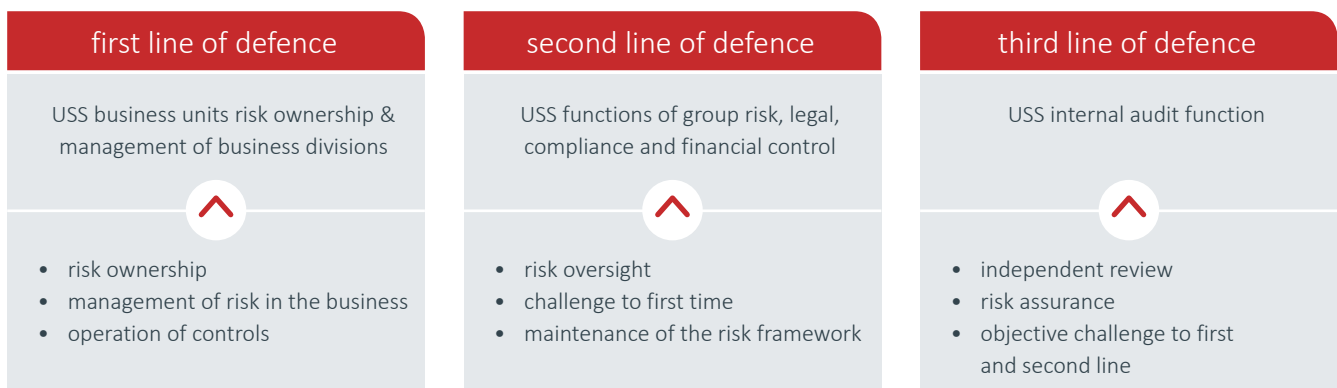 first line of defence
USS business units risk ownership &
management of business divisions
• risk ownership
• management of risk in the business
• operation of controls
second line of defence
USS functions of group risk, legal,
compliance and financial control
• risk oversight
• challenge to first time
• maintenance of the risk framework
third line of defence
USS internal audit function
• independent review
• risk assurance
• objective challenge to first
and second line